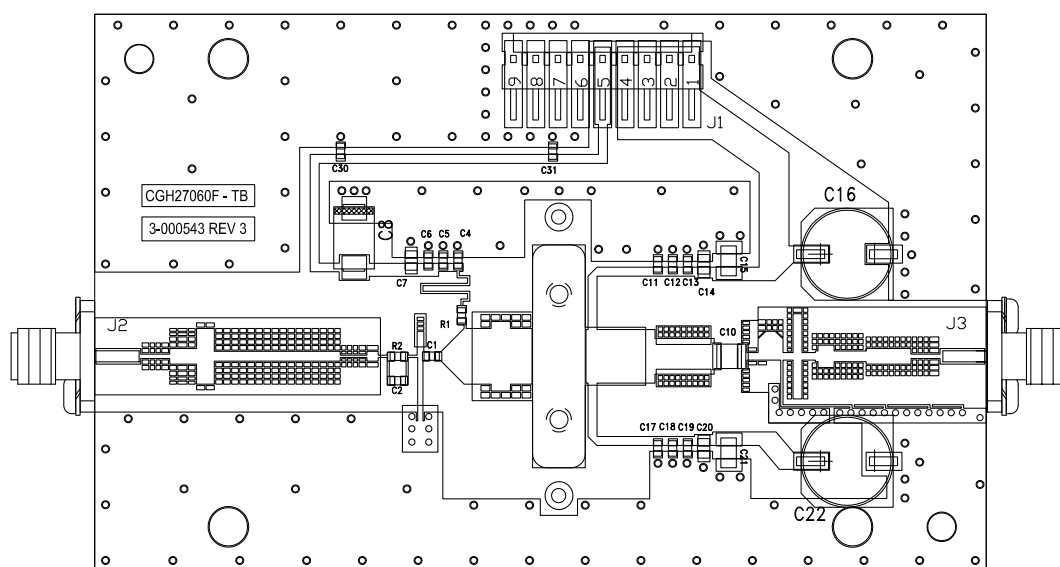 9 8 7 6 5 4 3 2 1
J1
C30 C31
CGH27060F - TB
3-000543 REV 3
C16
C8
C6 C5 C4
C7
C15
C11 C12 C13
C14
R1
J2
J3
R2 C1
C10
C2
C17 C18 C19 C20
C21
C22